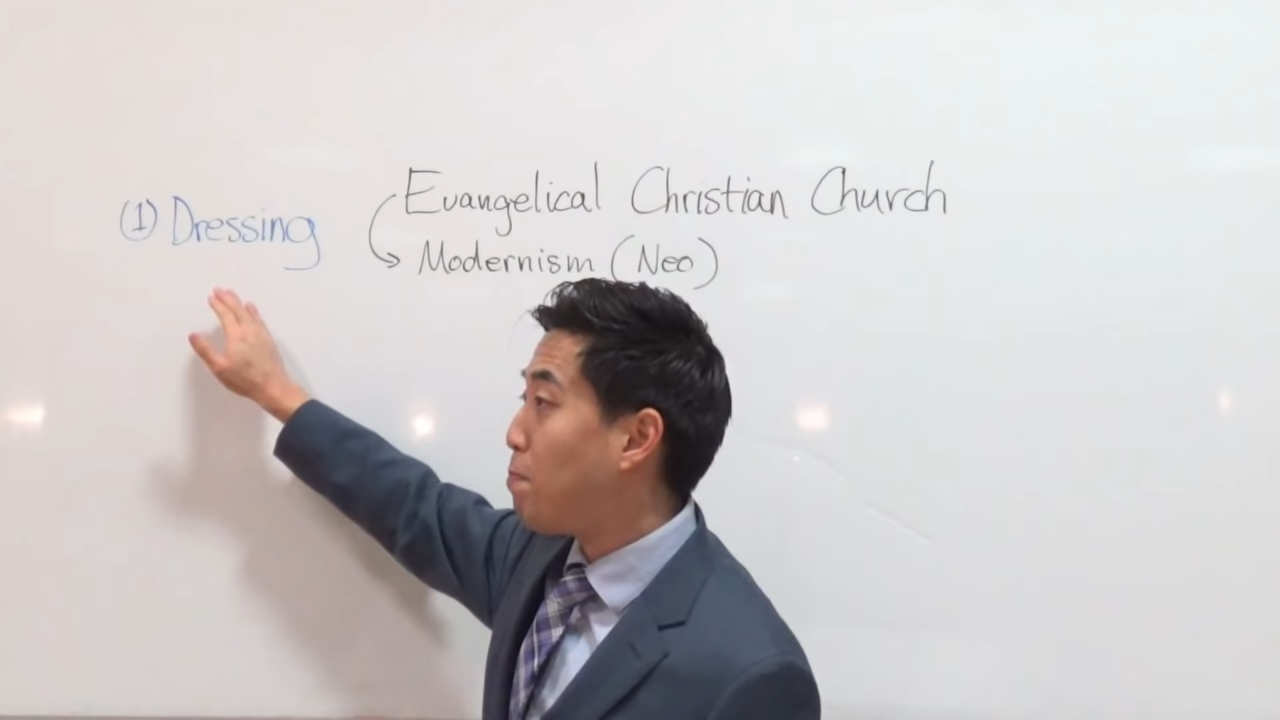 Evangelical Christian Church
(1) Dressing
Modernism (Neo)